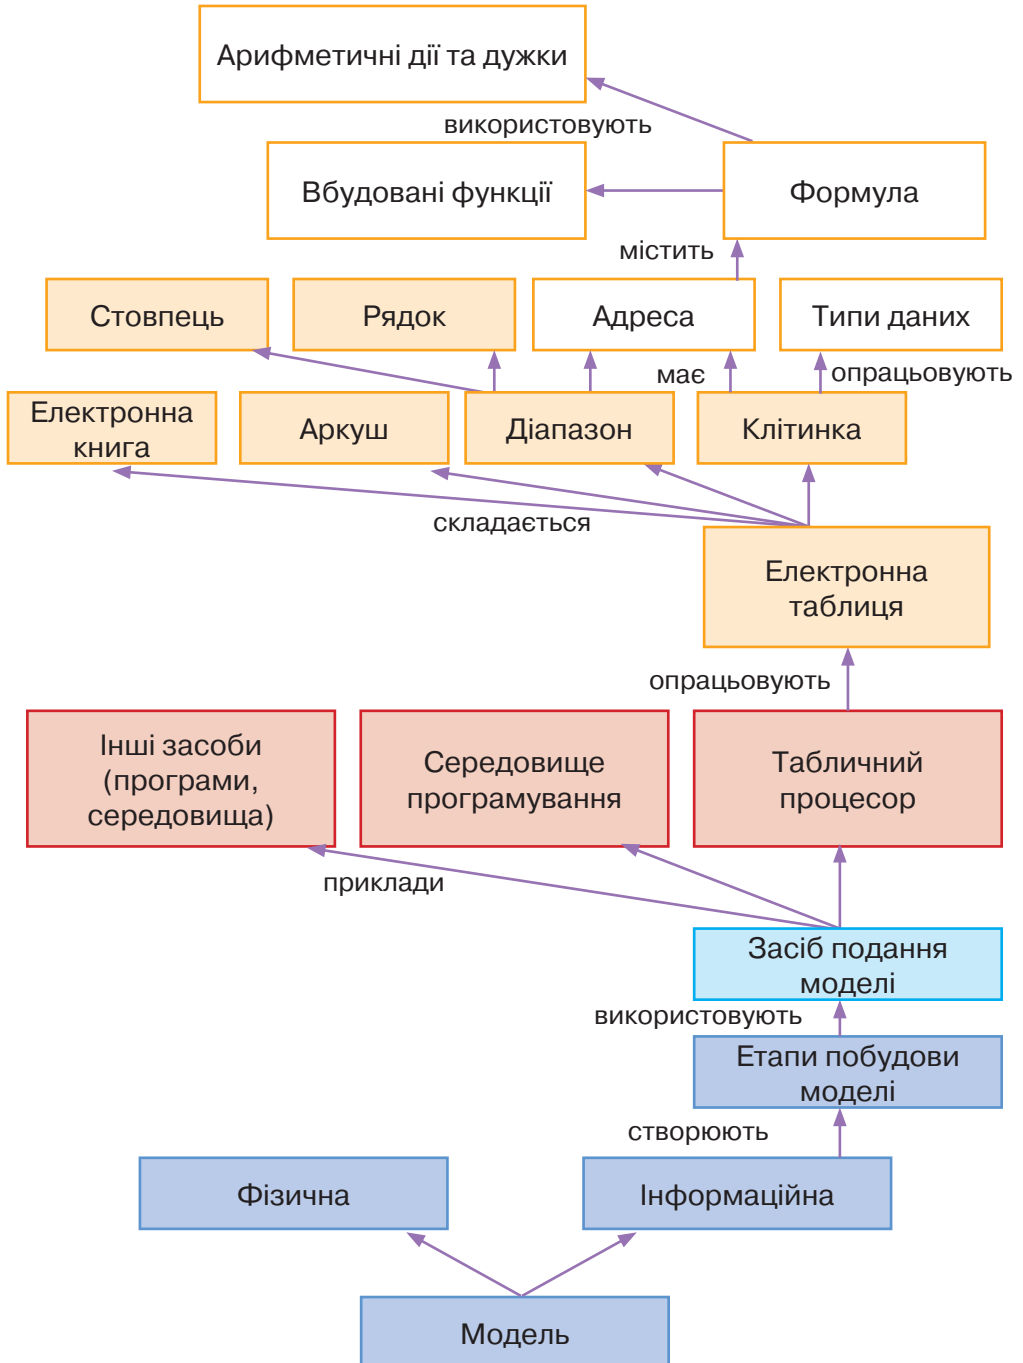 Арифметичні дії та дужки
використовують
Вбудовані функції
Формула
містить
Стовпець
Рядок
Адреса
Типи даних
має
опрацьовують
Електронна
книга
Аркуш
Діапазон
Клітинка
складається
Електронна
таблиця
опрацьовують
Інші засоби
(програми,
середовища)
Середовище
програмування
Табличний
процесор
приклади
Засіб подання
моделі
використовують
Етапи побудови
моделі
створюють
Фізична
Інформаційна
Модель